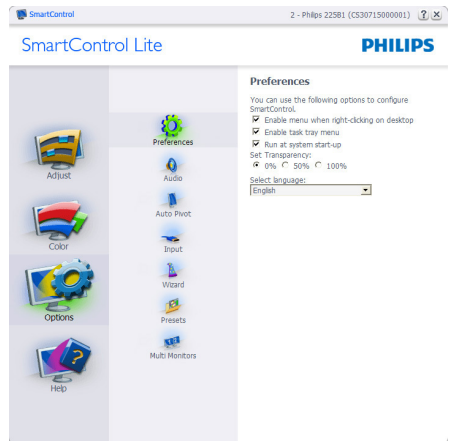 SmartControl
2 - Philips 225B1 (CS30715000001)
? X
SmartControl Lite
PHILIPS
Adjust
Color
Options
Help
Preferences
Audio
Auto Pivot
Input
Wizard
Presets
Multi Monitors
Preferences
You can use the following options to configure
SmartControl.
Enable menu when right-clicking on desktop
Enable task tray menu
Run at system start-up
Set Transparency:
0% 50% 100%
Select language:
English